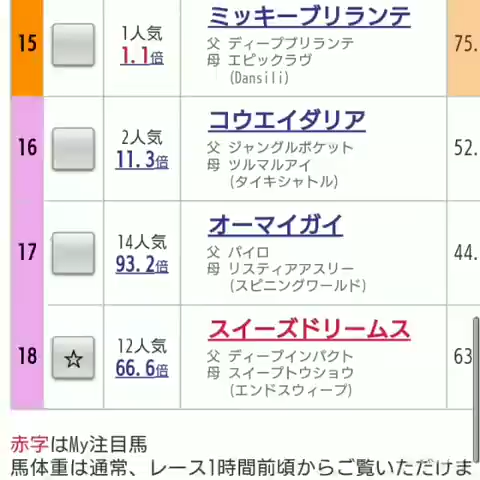 15
1人気
1.1倍
ミッキーブリランテ
父 ディープブリランテ
母 エピックラヴ
(Dansili)
75.
16
2人気
11.3倍
コウエイダリア
父 ジャングルポケット
母 ツルマルアイ
(タイキシャトル)
52.
17
14人気
93.2倍
オーマイガイ
父 パイロ
母 リスティアアスリー
(スピニングワールド)
44.
18
☆
12人気
66.6倍
スイーズドリームス
父 ディープインパクト
母 スイープトウショウ
(エンドスウィープ)
63
赤字はMy注目馬
馬体重は通常、レース1時間前頃からご覧いただけま